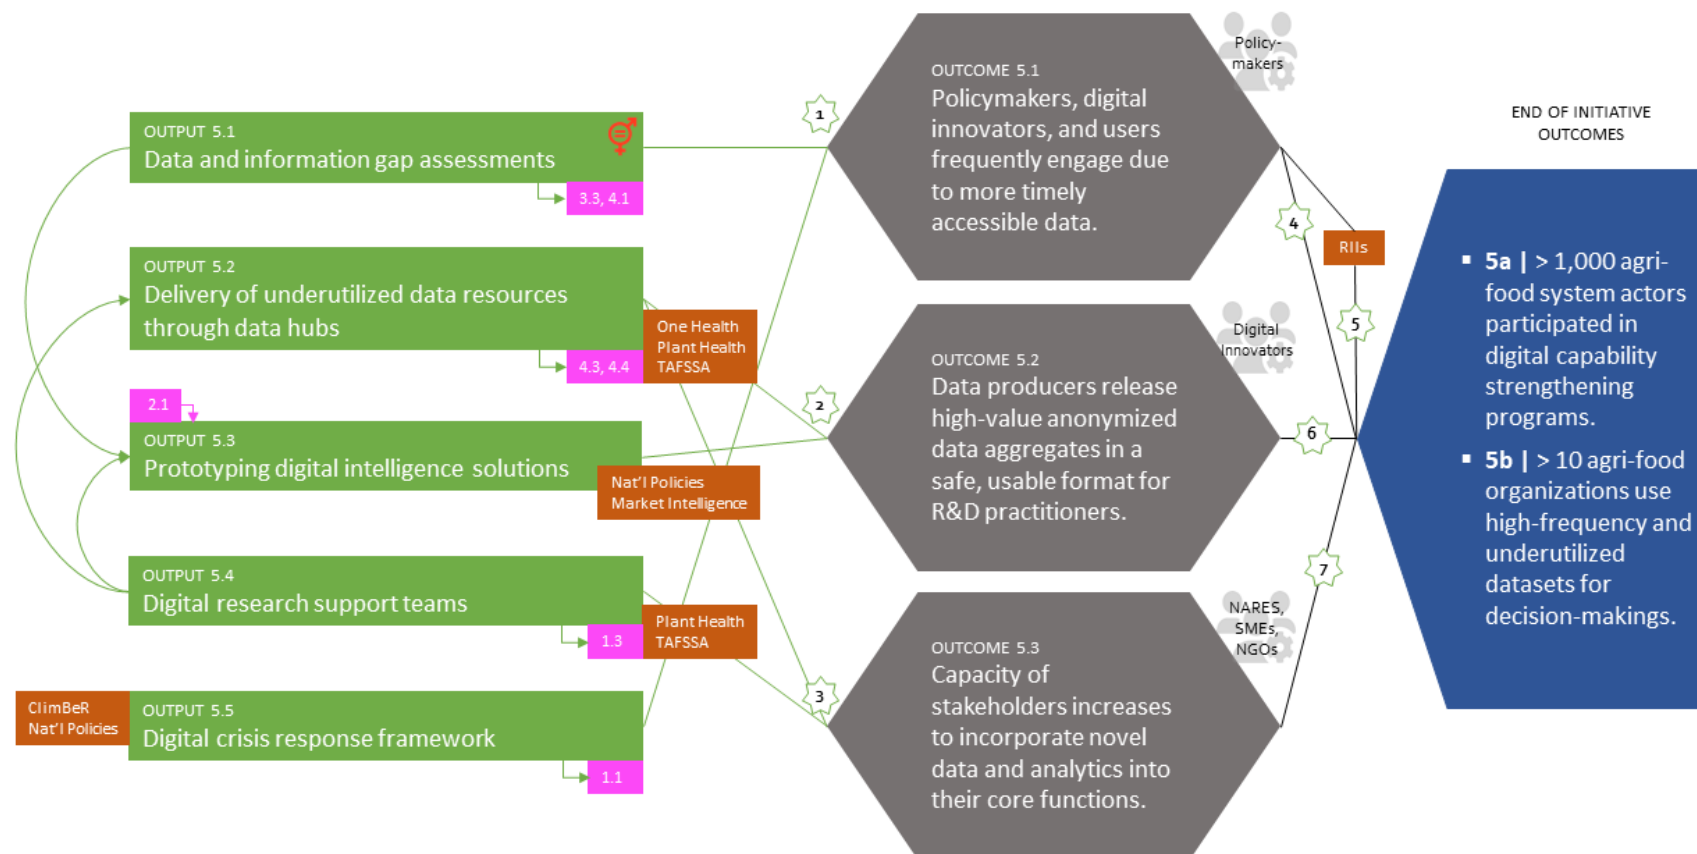 OUTPUT 5.1
Data and information gap assessments
3.3, 4.1
OUTPUT 5.2
Delivery of underutilized data resources
through data hubs
4.3, 4.4
One Health
Plant Health
TAFSSA
2.1
OUTPUT 5.3
Prototyping digital intelligence solutions
Nat'l Policies
Market Intelligence
OUTPUT 5.4
Digital research support teams
1.3
Plant Health
TAFSSA
ClimBeR
Nat'l Policies
OUTPUT 5.5
Digital crisis response framework
1.1
1
2
3
OUTCOME 5.1
Policymakers, digital
innovators, and users
frequently engage due
to more timely
accessible data.
Policy-
makers
OUTCOME 5.2
Data producers release
high-value anonymized
data aggregates in a
safe, usable format for
R&D practitioners.
Digital
Innovators
OUTCOME 5.3
Capacity of
stakeholders increases
to incorporate novel
data and analytics into
their core functions.
NARES,
SMEs,
NGOs
4
RIIs
5
6
7
END OF INITIATIVE
OUTCOMES
▪ 5a | > 1,000 agri-
food system actors
participated in
digital capability
strengthening
programs.
▪ 5b | > 10 agri-food
organizations use
high-frequency and
underutilized
datasets for
decision-makings.